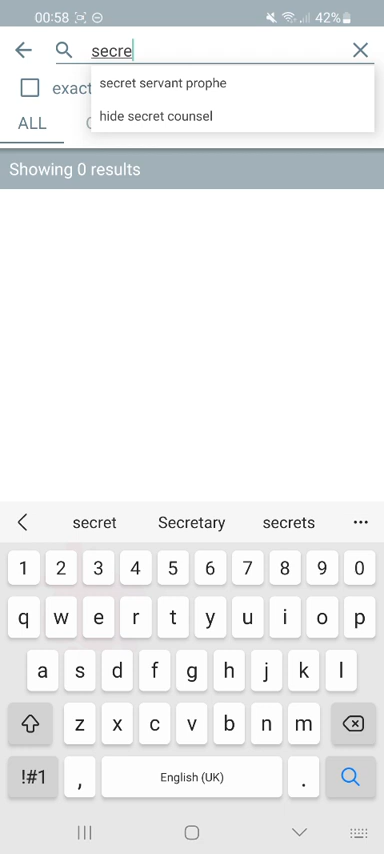 00:58 42%
secre
exact
secret servant prophe
hide secret counsel
ALL
Showing 0 results
secret Secretary secrets
1 2 3 4 5 6 7 8 9 0
q w e r t y u i o p
a s d f g h j k l
z x c v b n m
!#1 , English (UK) .